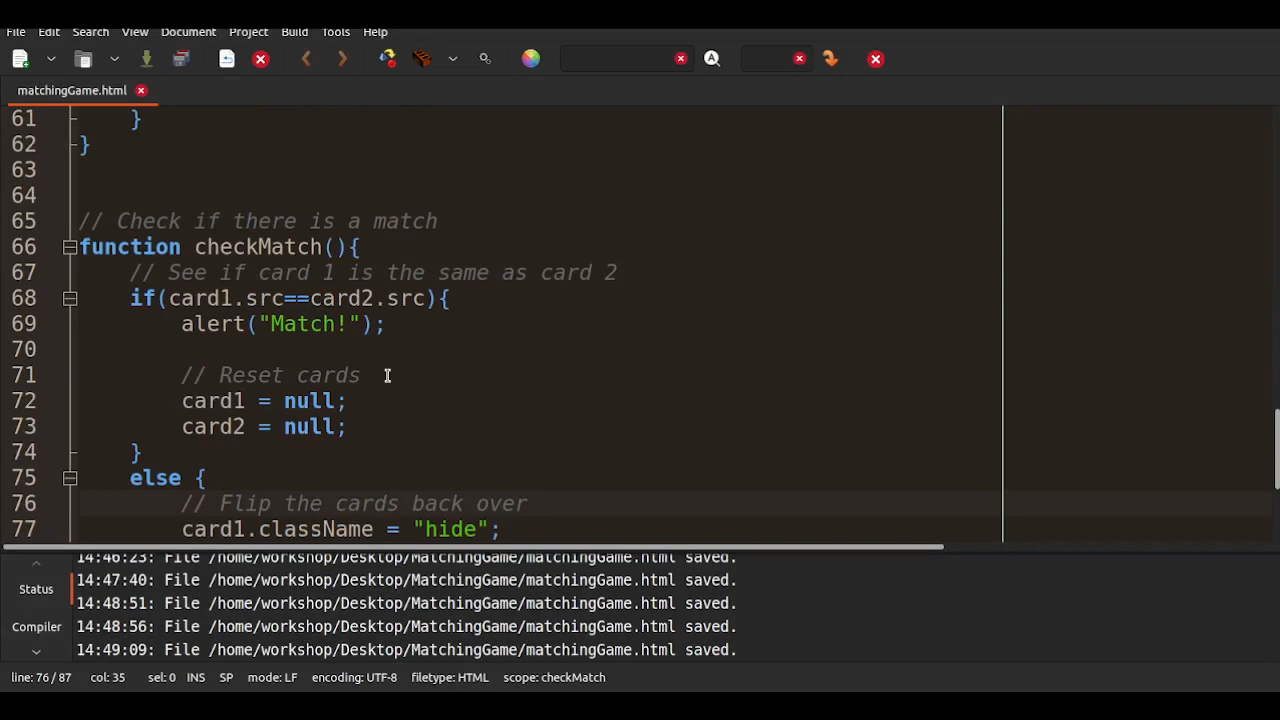 File Edit Search View Document Project Build Tools Help
matchingGame.html
61 }
62 }
63
64
65 // Check if there is a match
66 function checkMatch(){
67 // See if card 1 is the same as card 2
68 if(card1.src==card2.src){
69 alert("Match!");
70
71 // Reset cards
72 card1 = null;
73 card2 = null;
74 }
75 else {
76 // Flip the cards back over
77 card1.className = "hide";
14:46:23: File /home/workshop/Desktop/MatchingGame/matchingGame.html saved.
Status
14:47:40: File /home/workshop/Desktop/MatchingGame/matchingGame.html saved.
14:48:51: File /home/workshop/Desktop/MatchingGame/matchingGame.html saved.
Compiler
14:48:56: File /home/workshop/Desktop/MatchingGame/matchingGame.html saved.
14:49:09: File /home/workshop/Desktop/MatchingGame/matchingGame.html saved.
line: 76 / 87 col: 35 sel: 0 INS SP mode: LF encoding: UTF-8 filetype: HTML scope: checkMatch